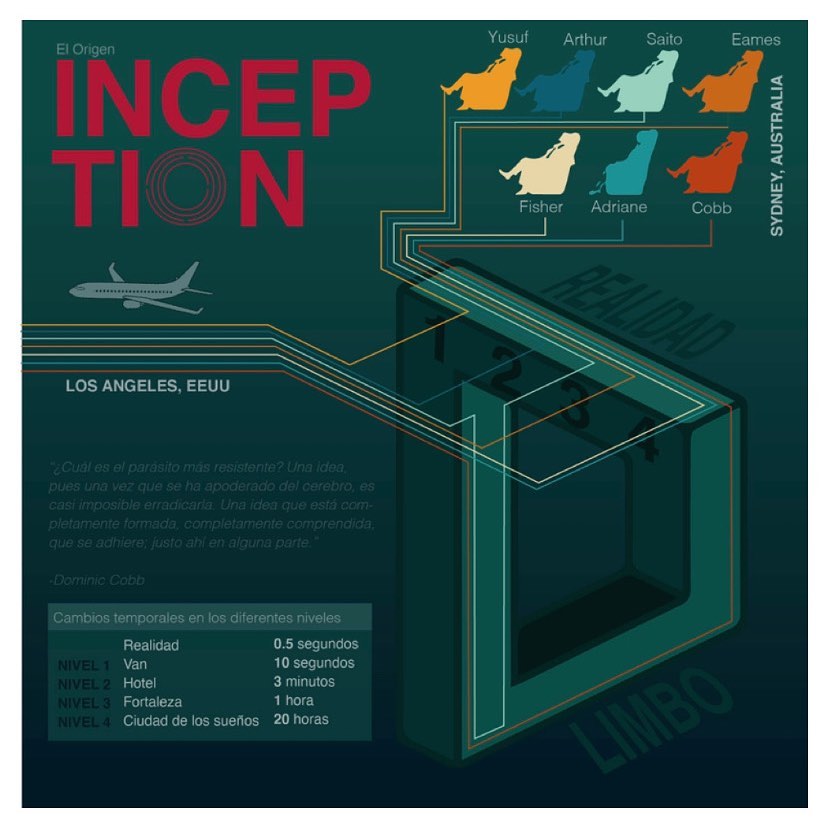 El Origen
INCEP
TION
Yusuf
Arthur
Saito
Eames
Fisher
Adriane
Cobb
SYDNEY, AUSTRALIA
REALIDAD
1
2
3
4
LOS ANGELES, EEUU
"¿Cuál es el parásito más resistente? Una idea,
pues una vez que se ha apoderado del cerebro, es
casi imposible erradicarla. Una idea que está com-
pletamente formada, completamente comprendida,
que se adhiere; justo ahí en alguna parte."
-Dominic Cobb
Cambios temporales en los diferentes niveles
Realidad 0.5 segundos
NIVEL 1 Van 10 segundos
NIVEL 2 Hotel 3 minutos
NIVEL 3 Fortaleza 1 hora
NIVEL 4 Ciudad de los sueños 20 horas
LIMBO